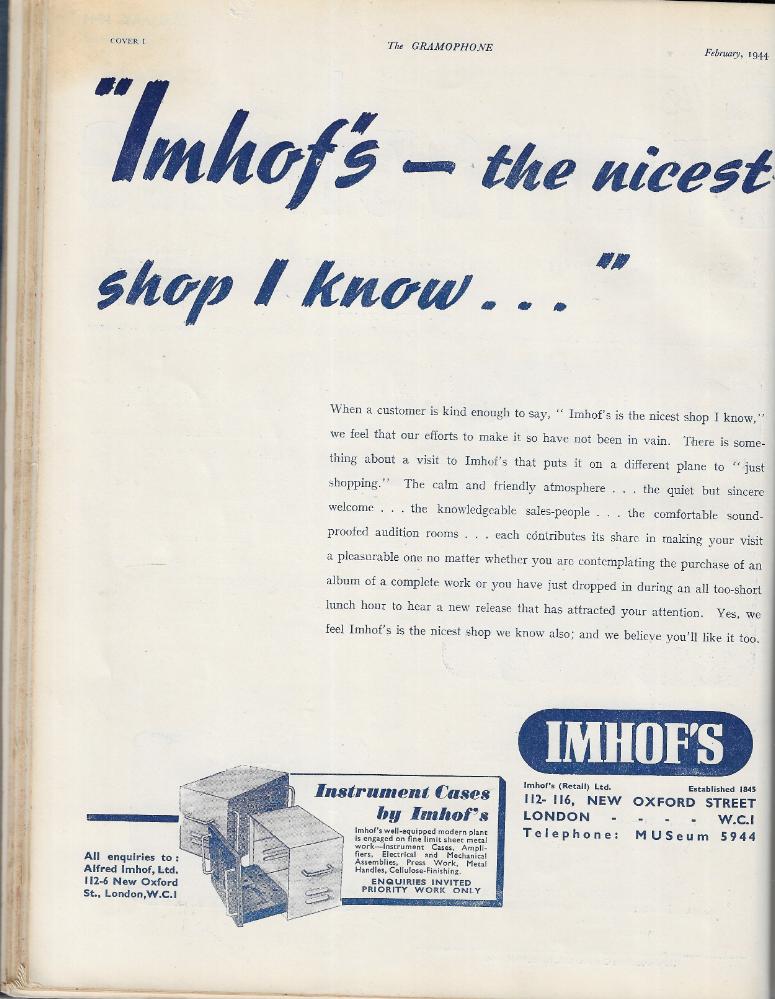 COVER I The GRAMOPHONE February, 1944
"Imhof's — the nicest
shop I know . . . "
When a customer is kind enough to say, " Imhof's is the nicest shop I know,"
we feel that our efforts to make it so have not been in vain. There is some-
thing about a visit to Imhof's that puts it on a different plane to " just
shopping." The calm and friendly atmosphere . . . the quiet but sincere
welcome . . . the knowledgeable sales-people . . . the comfortable sound-
proofed audition rooms . . . each contributes its share in making your visit
a pleasurable one no matter whether you are contemplating the purchase of an
album of a complete work or you have just dropped in during an all too-short
lunch hour to hear a new release that has attracted your attention. Yes, we
feel Imhof's is the nicest shop we know also; and we believe you'll like it too.
IMHOF'S
Imhof's (Retail) Ltd. Established 1845
112-116, NEW OXFORD STREET
LONDON - - - - W.C.I
Telephone: MUSeum 5944
Instrument Cases
by Imhof's
Imhof's well-equipped modern plant
is engaged on fine limit sheet metal
work—Instrument Cases, Ampli-
fiers, Electrical and Mechanical
Assemblies, Press Work, Metal
Handles, Cellulose-Finishing.
ENQUIRIES INVITED
PRIORITY WORK ONLY
All enquiries to :
Alfred Imhof, Ltd.
112-6 New Oxford
St., London, W.C.I